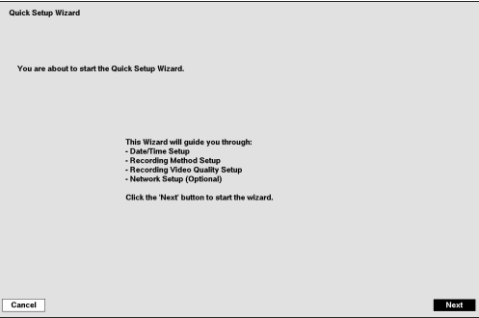 Quick Setup Wizard
You are about to start the Quick Setup Wizard.
This Wizard will guide you through:
- Date/Time Setup
- Recording Method Setup
- Recording Video Quality Setup
- Network Setup (Optional)
Click the 'Next' button to start the wizard.
Cancel
Next